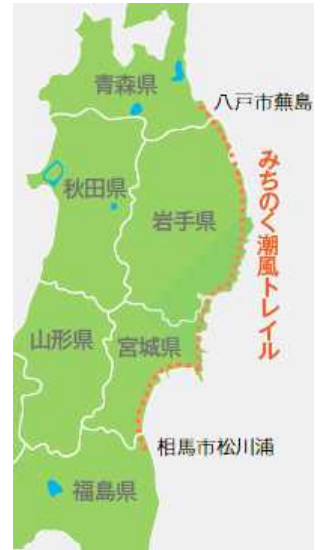 青森県
八戸市蕪島
みちのく潮風トレイル
秋田県
岩手県
山形県
宮城県
相馬市松川浦
福島県